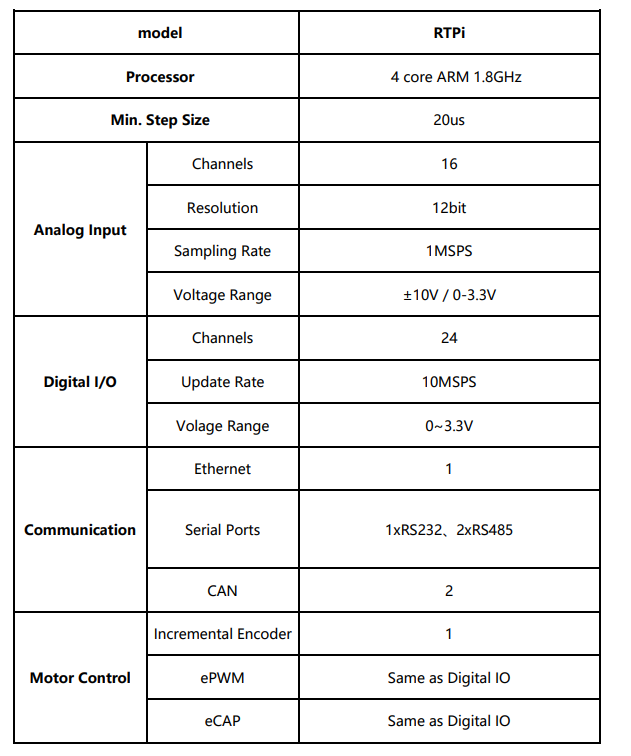 model RTPi
Processor 4 core ARM 1.8GHz
Min. Step Size 20us
Analog Input
Channels 16
Resolution 12bit
Sampling Rate 1MSPS
Voltage Range ±10V / 0-3.3V
Digital I/O
Channels 24
Update Rate 10MSPS
Volage Range 0~3.3V
Communication
Ethernet 1
Serial Ports 1xRS232、2xRS485
CAN 2
Motor Control
Incremental Encoder 1
ePWM Same as Digital IO
eCAP Same as Digital IO